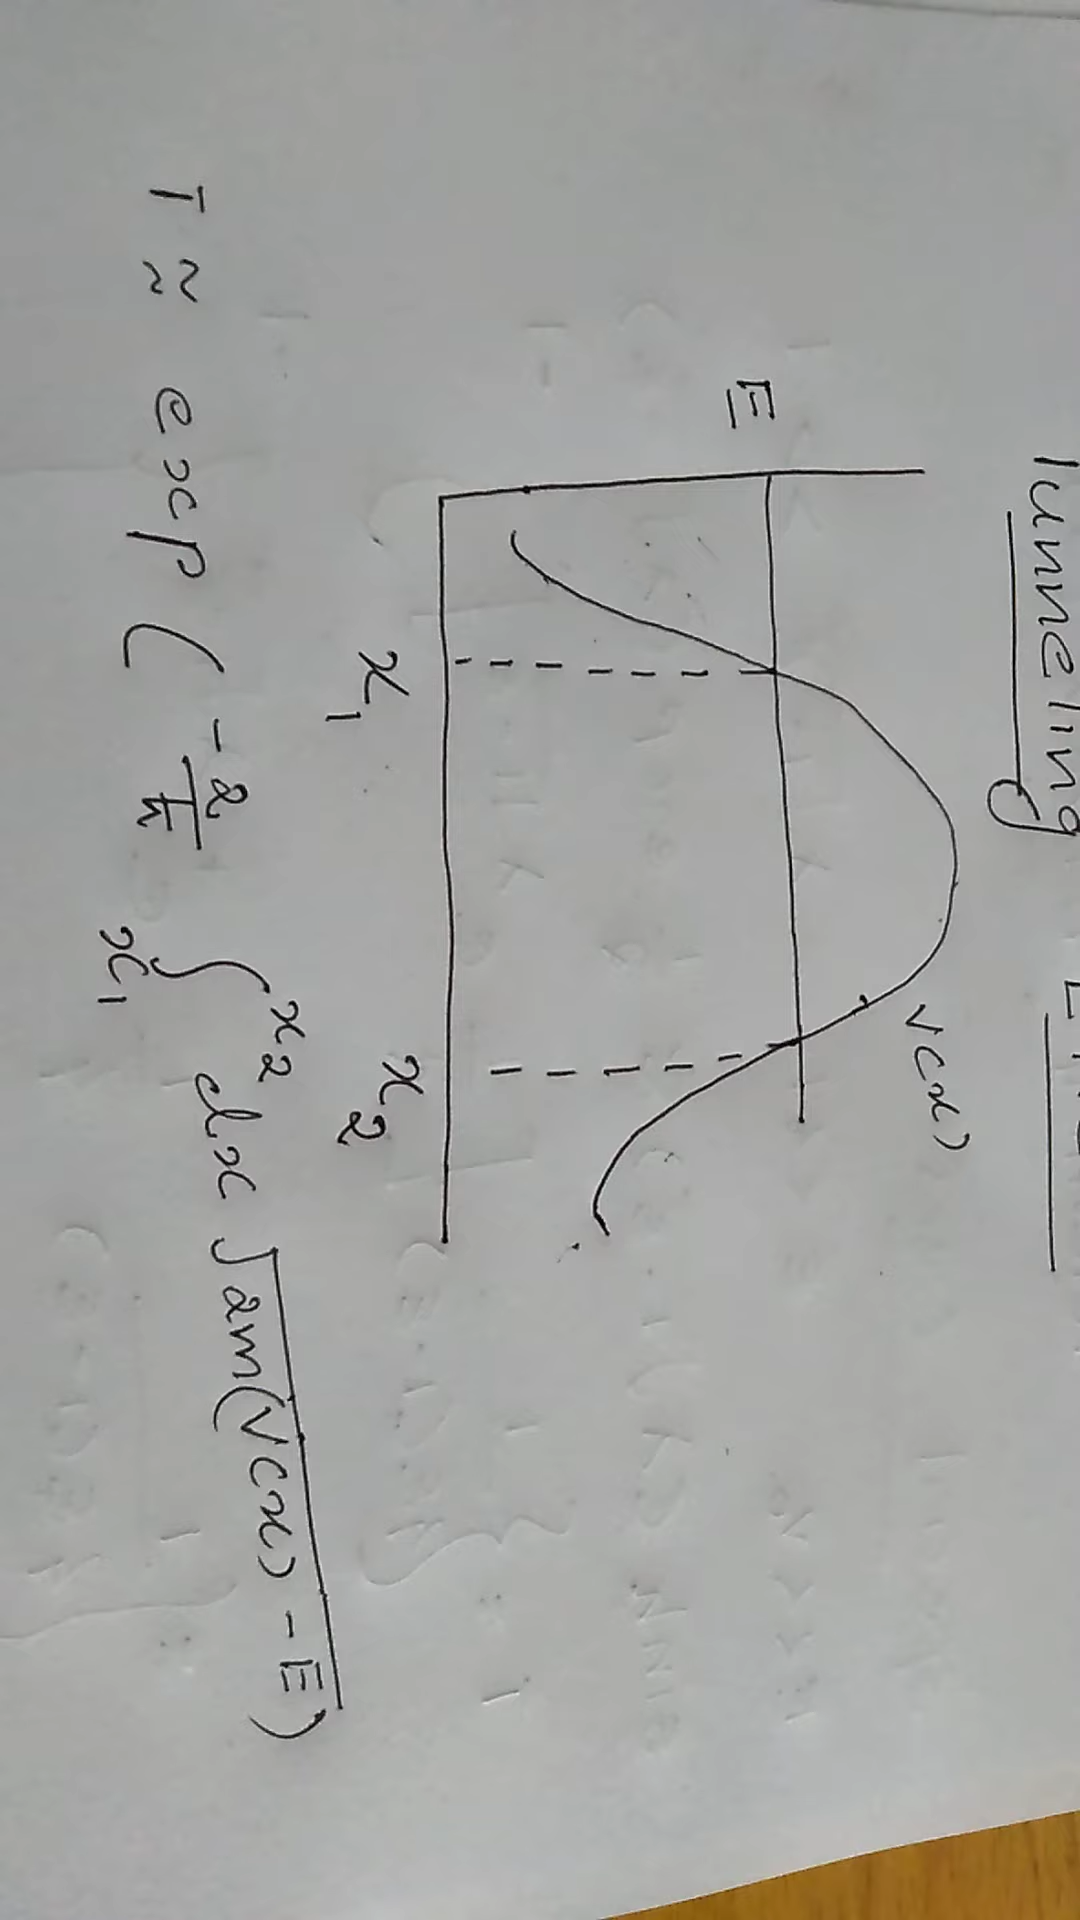 Tunneling
E
V(x)
x₁ x₂
T ≈ exp ( -2/ħ ∫x₁^x₂ dx √2m(V(x) - E) )